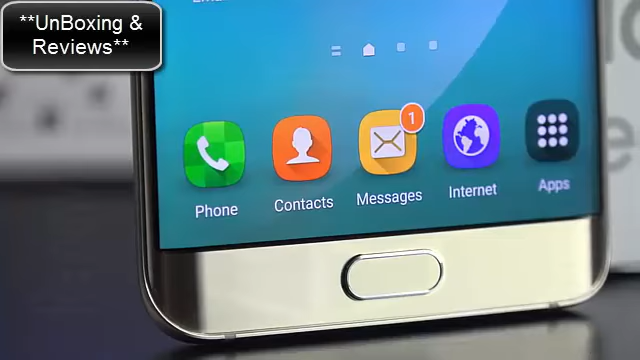 **UnBoxing &
Reviews**
1
Phone
Contacts
Messages
Internet
Apps